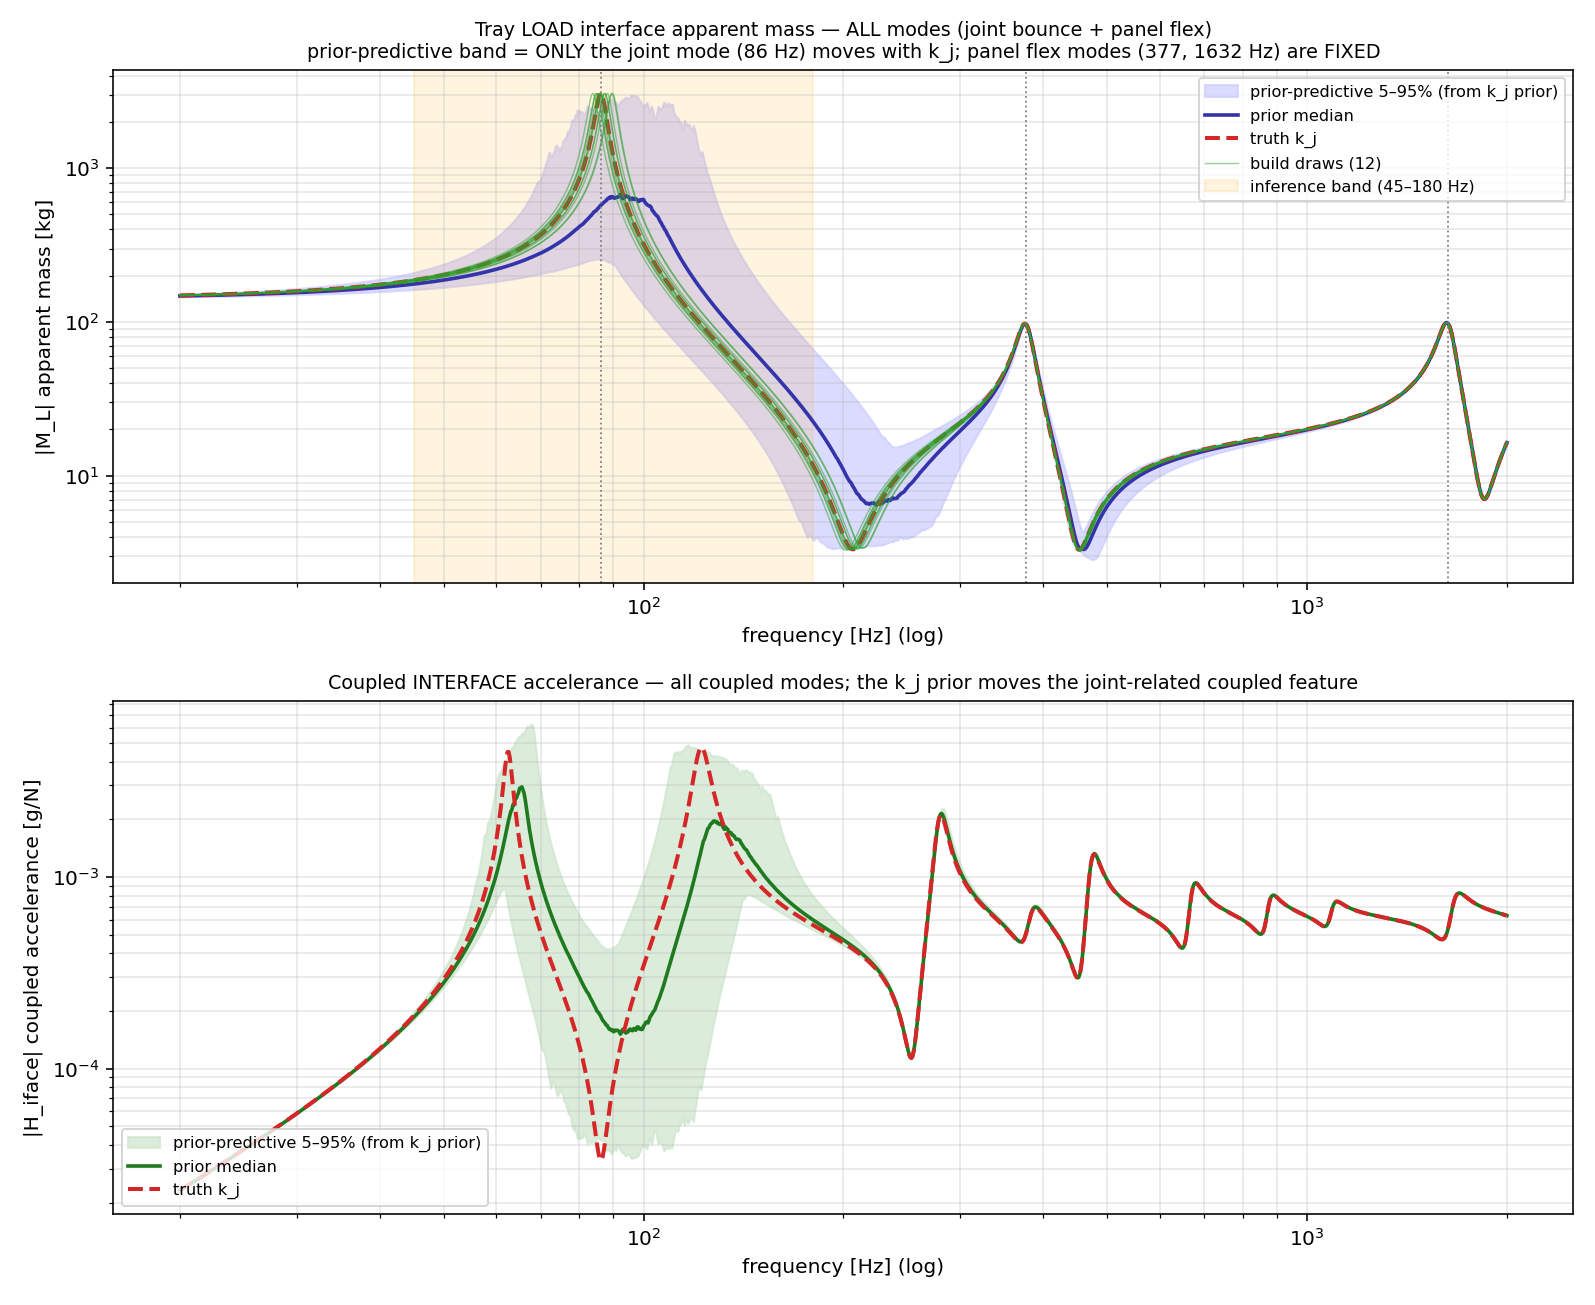 Tray LOAD interface apparent mass — ALL modes (joint bounce + panel flex)
prior-predictive band = ONLY the joint mode (86 Hz) moves with k_j; panel flex modes (377, 1632 Hz) are FIXED
|M_L| apparent mass [kg]
10³
10²
10¹
prior-predictive 5–95% (from k_j prior)
prior median
truth k_j
build draws (12)
inference band (45–180 Hz)
10² 10³
frequency [Hz] (log)
Coupled INTERFACE accelerance — all coupled modes; the k_j prior moves the joint-related coupled feature
|H_iface| coupled accelerance [g/N]
10⁻³
10⁻⁴
prior-predictive 5–95% (from k_j prior)
prior median
truth k_j
10² 10³
frequency [Hz] (log)